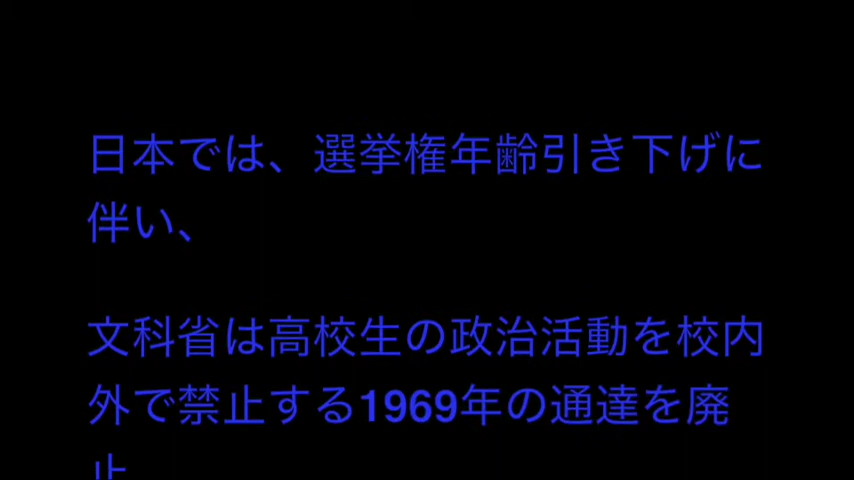 日本では、選挙権年齢引き下げに
伴い、
文科省は高校生の政治活動を校内
外で禁止する1969年の通達を廃
止